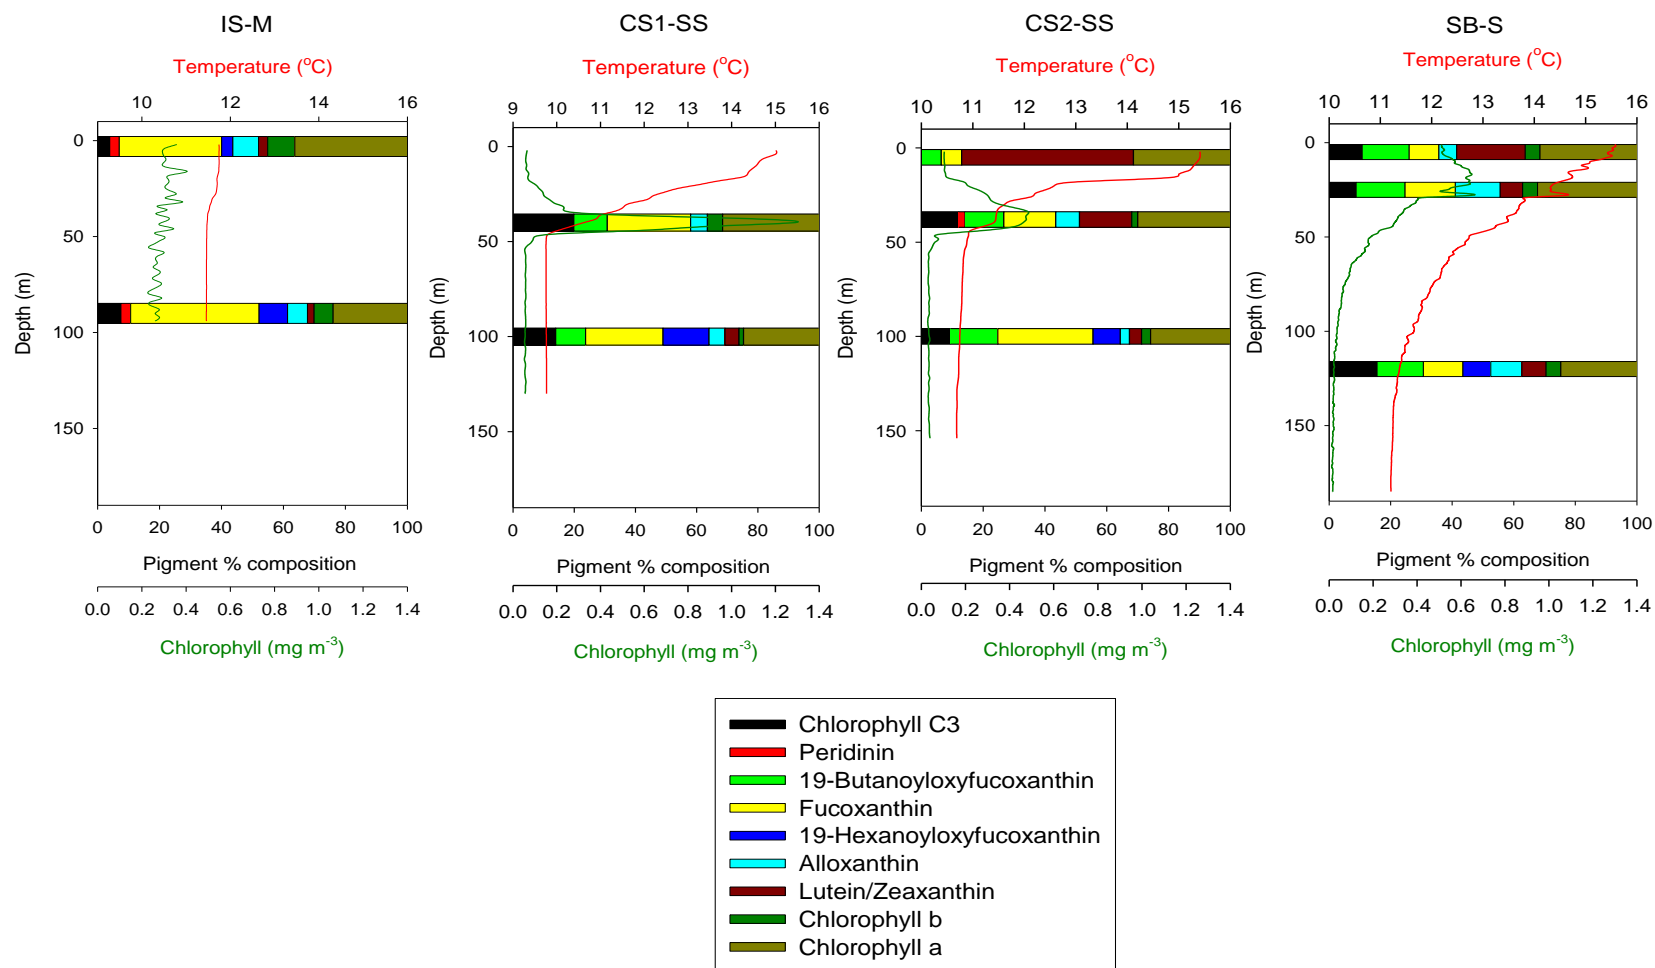 IS-M
Temperature (°C)
10 12 14 16
0
50
100
150
Depth (m)
0 20 40 60 80 100
Pigment % composition
0.0 0.2 0.4 0.6 0.8 1.0 1.4
Chlorophyll (mg m⁻³)
CS1-SS
Temperature (°C)
9 10 11 12 13 14 15 16
0
50
100
150
Depth (m)
0 20 40 60 80 100
Pigment % composition
0.0 0.2 0.4 0.6 0.8 1.0 1.2 1.4
Chlorophyll (mg m⁻³)
CS2-SS
Temperature (°C)
10 11 12 13 14 15 16
0
50
100
150
Depth (m)
0 20 40 60 80 100
Pigment % composition
0.0 0.2 0.4 0.6 0.8 1.0 1.2 1.4
Chlorophyll (mg m⁻³)
SB-S
Temperature (°C)
10 11 12 13 14 15 16
0
50
100
150
Depth (m)
0 20 40 60 80 100
Pigment % composition
0.0 0.2 0.4 0.6 0.8 1.0 1.2 1.4
Chlorophyll (mg m⁻³)
Chlorophyll C3
Peridinin
19-Butanoyloxyfucoxanthin
Fucoxanthin
19-Hexanoyloxyfucoxanthin
Alloxanthin
Lutein/Zeaxanthin
Chlorophyll b
Chlorophyll a